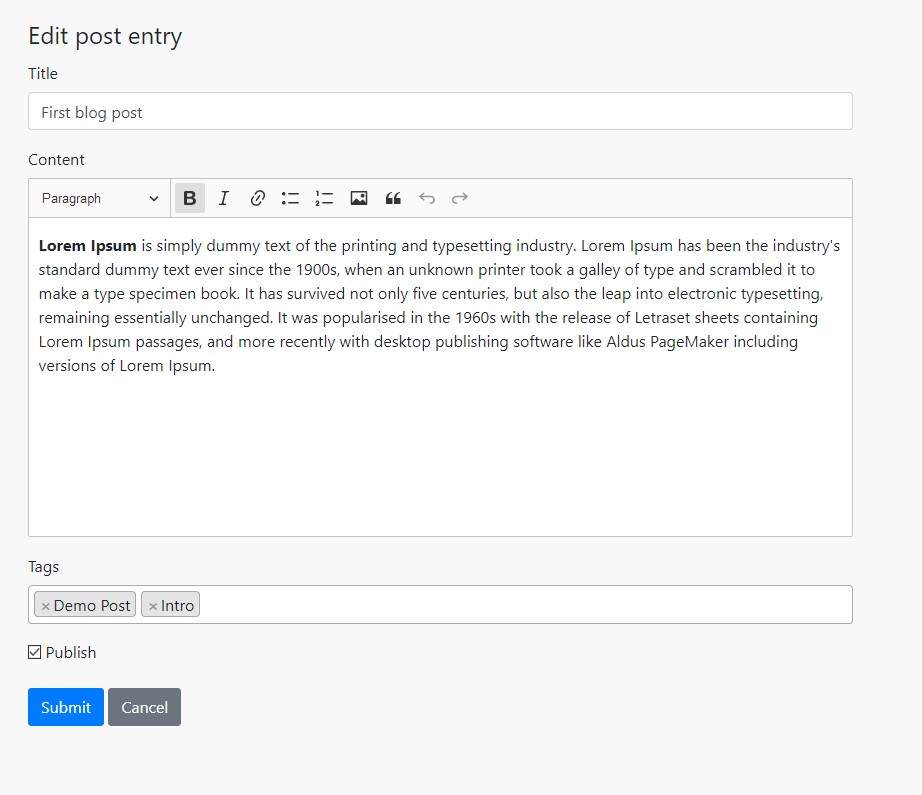 Edit post entry
Title
First blog post
Content
Paragraph B I
Lorem Ipsum is simply dummy text of the printing and typesetting industry. Lorem Ipsum has been the industry's
standard dummy text ever since the 1900s, when an unknown printer took a galley of type and scrambled it to
make a type specimen book. It has survived not only five centuries, but also the leap into electronic typesetting,
remaining essentially unchanged. It was popularised in the 1960s with the release of Letraset sheets containing
Lorem Ipsum passages, and more recently with desktop publishing software like Aldus PageMaker including
versions of Lorem Ipsum.
Tags
×Demo Post ×Intro
Publish
Submit Cancel